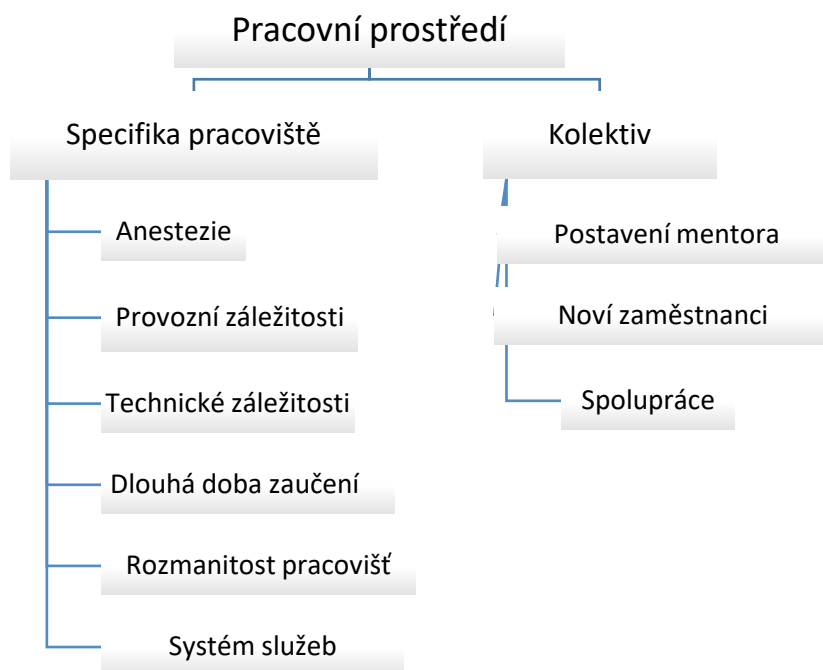 Pracovní prostředí
Specifika pracoviště
Anestezie
Provozní záležitosti
Technické záležitosti
Dlouhá doba zaučení
Rozmanitost pracovišť
Systém služeb
Kolektiv
Postavení mentora
Noví zaměstnanci
Spolupráce